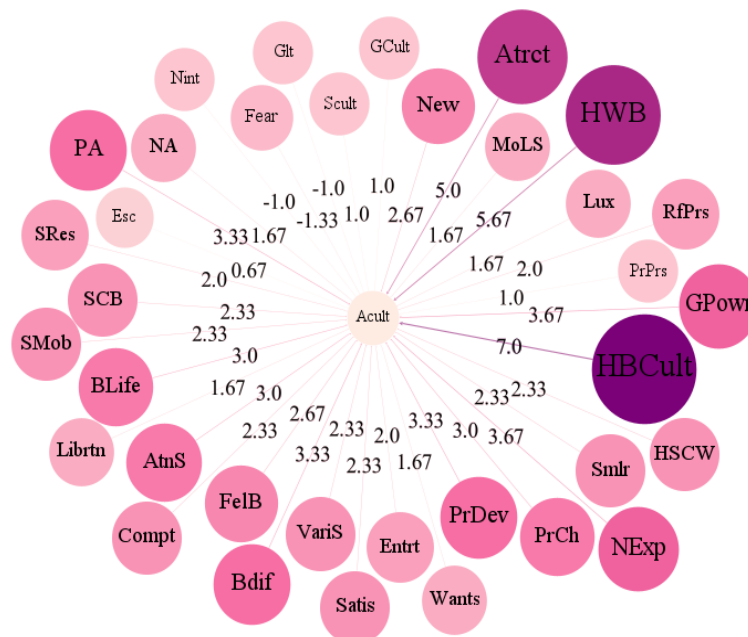 Glt
GCult
Atrct
Nint
Scult
New
HWB
Fear
MoLS
PA
NA
Lux
RfPrs
Esc
SRes
PrPrs
SCB
GPowr
SMob
Acult
HBCult
BLife
Librtn
AtnS
HSCW
Smlr
FelB
VariS
PrDev
Compt
Entrt
PrCh
NExp
Bdif
Satis
Wants
-1.0
-1.0
1.0
5.0
-1.33
1.0
2.67
5.67
3.33
1.67
1.67
2.0
0.67
1.67
2.0
1.0
2.33
3.67
2.33
7.0
3.0
1.67
3.0
2.33
2.33
2.67
2.33
2.0
3.33
3.0
3.67
2.33
3.33
2.33
1.67